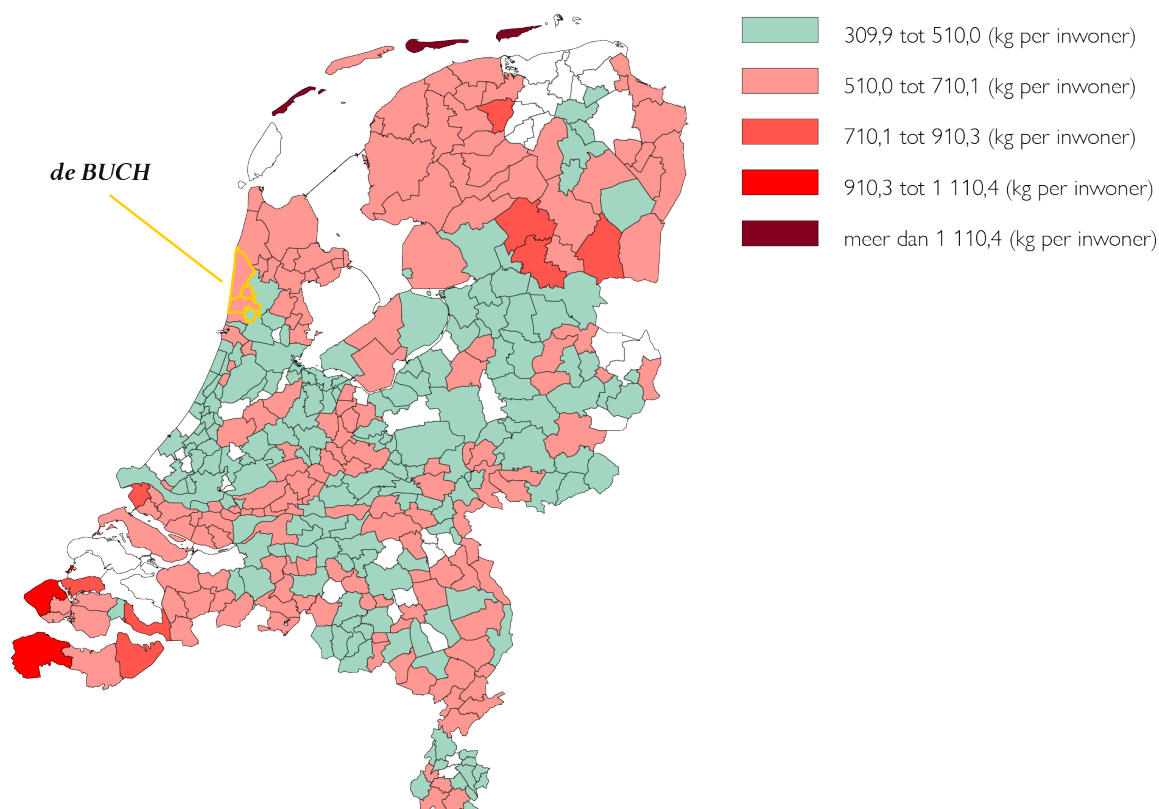 309,9 tot 510,0 (kg per inwoner)
510,0 tot 710,1 (kg per inwoner)
710,1 tot 910,3 (kg per inwoner)
de BUCH
910,3 tot 1 110,4 (kg per inwoner)
meer dan 1 110,4 (kg per inwoner)